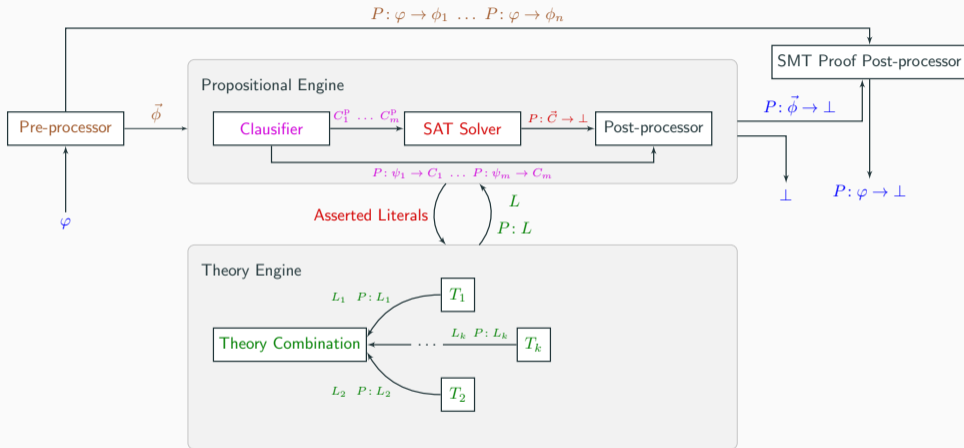 P : φ → ϕ₁ … P : φ → ϕₙ
SMT Proof Post-processor
Propositional Engine
P : ϕ⃗ → ⊥
Pre-processor
ϕ⃗
Clausifier
C₁ᵖ … Cₘᵖ
SAT Solver
P : C⃗ → ⊥
Post-processor
P : ψ₁ → C₁ … P : ψₘ → Cₘ
φ
⊥
P : φ → ⊥
Asserted Literals
L
P : L
Theory Engine
L₁ P : L₁
T₁
Theory Combination
…
Lₖ P : Lₖ
Tₖ
L₂ P : L₂
T₂